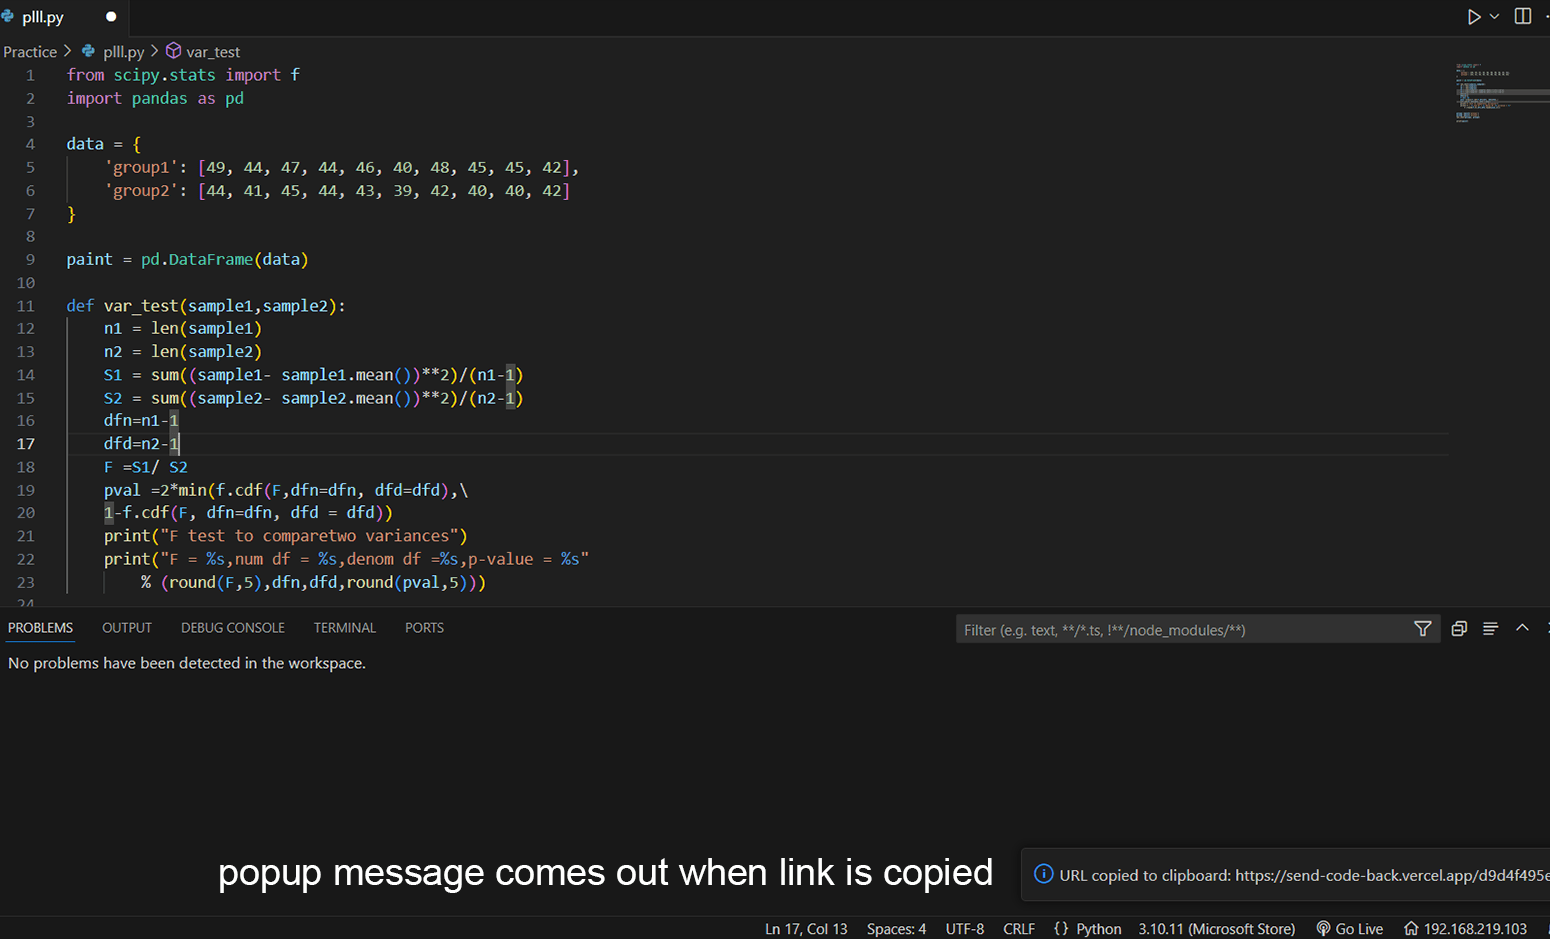 plll.py
Practice > plll.py > var_test
1 from scipy.stats import f
2 import pandas as pd
3
4 data = {
5     'group1': [49, 44, 47, 44, 46, 40, 48, 45, 45, 42],
6     'group2': [44, 41, 45, 44, 43, 39, 42, 40, 40, 42]
7 }
8
9 paint = pd.DataFrame(data)
10
11 def var_test(sample1,sample2):
12     n1 = len(sample1)
13     n2 = len(sample2)
14     S1 = sum((sample1- sample1.mean())**2)/(n1-1)
15     S2 = sum((sample2- sample2.mean())**2)/(n2-1)
16     dfn=n1-1
17     dfd=n2-1
18     F =S1/ S2
19     pval =2*min(f.cdf(F,dfn=dfn, dfd=dfd),\
20     1-f.cdf(F, dfn=dfn, dfd = dfd))
21     print("F test to comparetwo variances")
22     print("F = %s,num df = %s,denom df =%s,p-value = %s"
23         % (round(F,5),dfn,dfd,round(pval,5)))
24
PROBLEMS OUTPUT DEBUG CONSOLE TERMINAL PORTS Filter (e.g. text, **/*.ts, !**/node_modules/**)
No problems have been detected in the workspace.
popup message comes out when link is copied
URL copied to clipboard: https://send-code-back.vercel.app/d9d4f495e
Ln 17, Col 13 Spaces: 4 UTF-8 CRLF {} Python 3.10.11 (Microsoft Store) Go Live 192.168.219.103